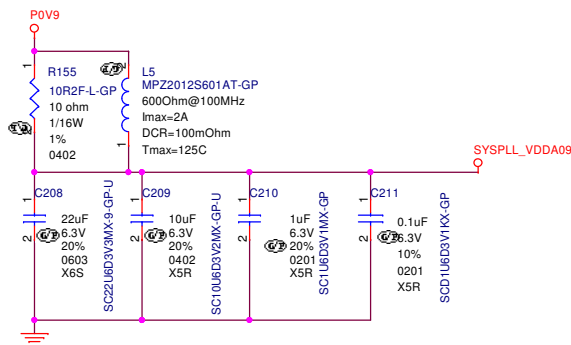 P0V9
1
R155
10R2F-L-GP
10 ohm
1/16W
1%
0402
2
L5
MPZ2012S601AT-GP
600Ohm@100MHz
Imax=2A
DCR=100mOhm
Tmax=125C
1
SYSPLL_VDDA09
1
C208
22uF
6.3V
20%
0603
X6S
2
G/P
SC22U6D3V3MX-9-GP-U
1
C209
10uF
6.3V
20%
0402
X5R
2
G/P
SC10U6D3V2MX-GP-U
1
C210
1uF
6.3V
20%
0201
X5R
2
G/P
SC1U6D3V1MX-GP
1
C211
0.1uF
6.3V
10%
0201
X5R
2
G/P
SCD1U6D3V1KX-GP